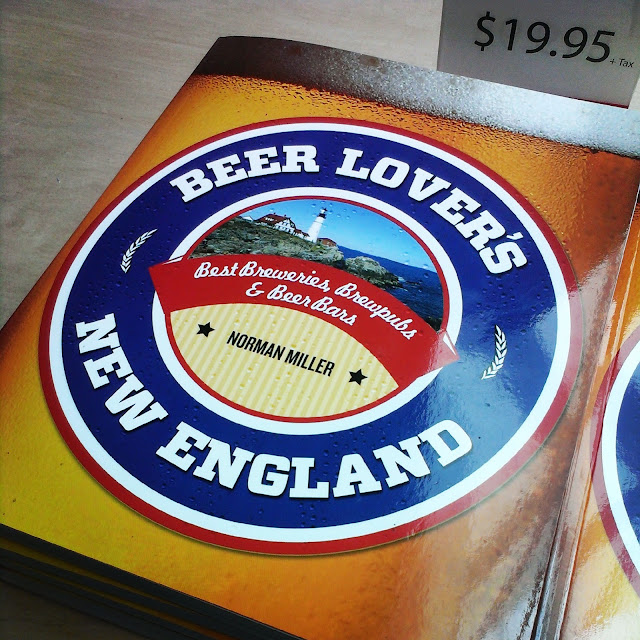 $19.95 + Tax
BEER LOVER'S
Best Breweries, Brewpubs
& Beer Bars
NORMAN MILLER
NEW ENGLAND